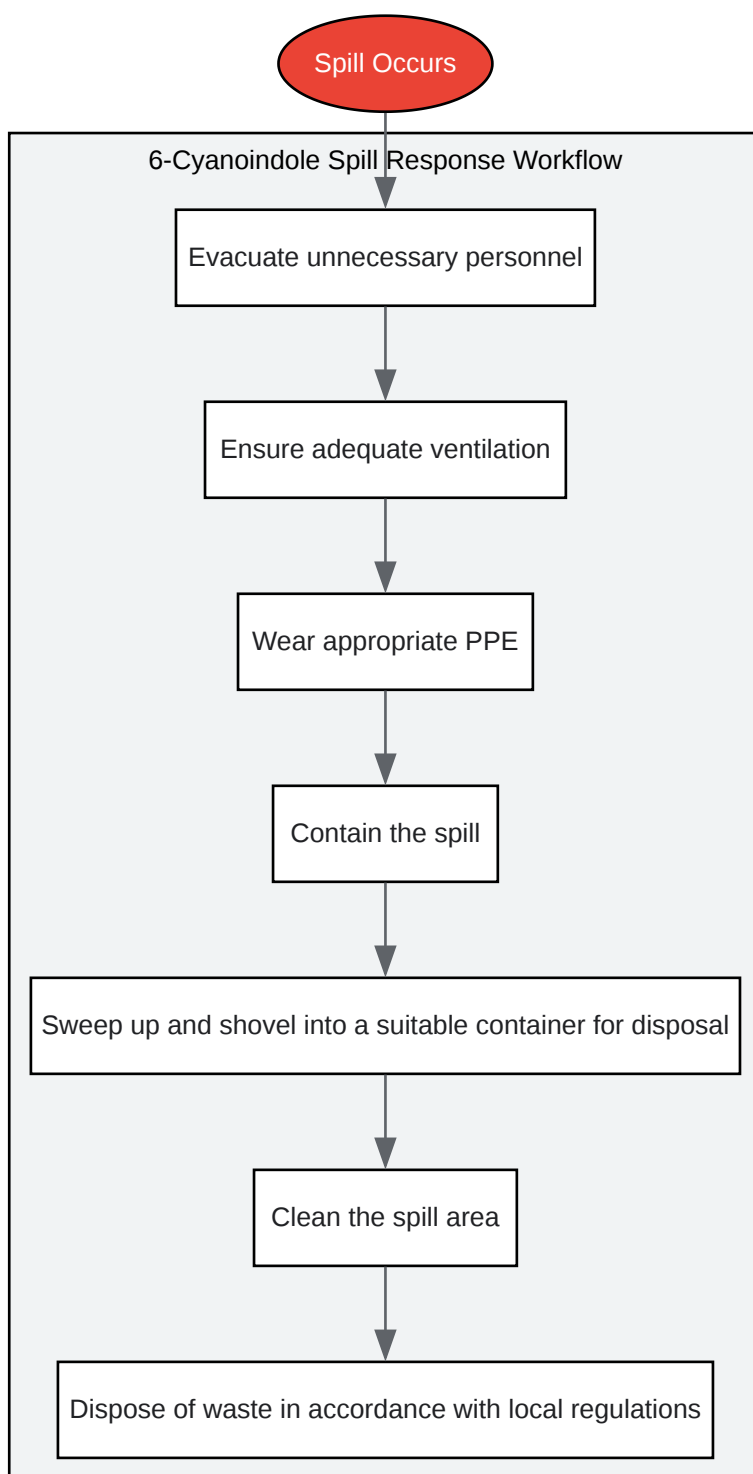 Spill Occurs
6-Cyanoindole Spill Response Workflow
Evacuate unnecessary personnel
Ensure adequate ventilation
Wear appropriate PPE
Contain the spill
Sweep up and shovel into a suitable container for disposal
Clean the spill area
Dispose of waste in accordance with local regulations